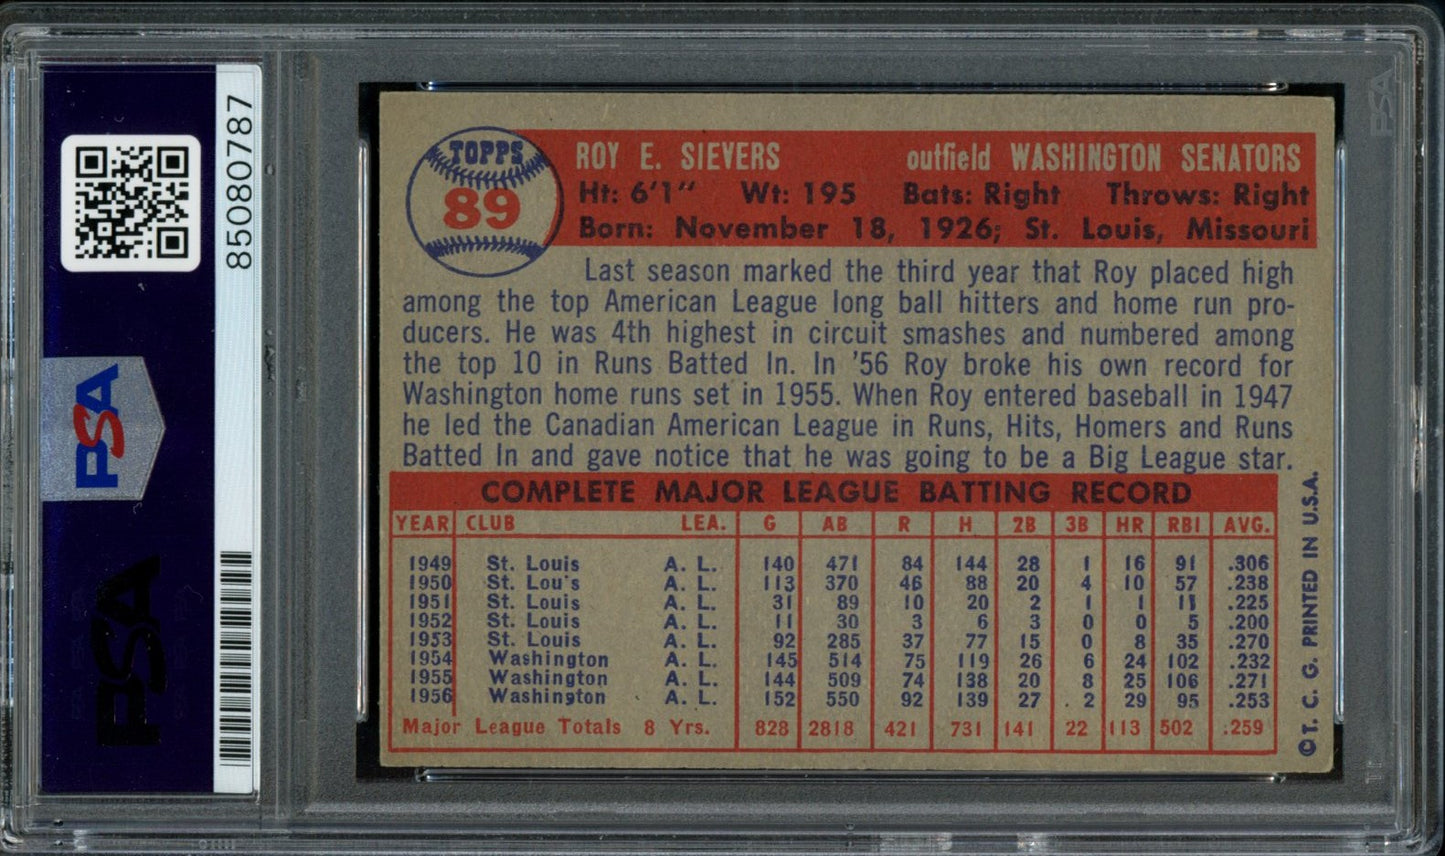 85080787
PSA
PSA
PSA
TOPPS
89
ROY E. SIEVERS outfield WASHINGTON SENATORS
Ht: 6'1" Wt: 195 Bats: Right Throws: Right
Born: November 18, 1926; St. Louis, Missouri
Last season marked the third year that Roy placed high
among the top American League long ball hitters and home run pro-
ducers. He was 4th highest in circuit smashes and numbered among
the top 10 in Runs Batted In. In '56 Roy broke his own record for
Washington home runs set in 1955. When Roy entered baseball in 1947
he led the Canadian American League in Runs, Hits, Homers and Runs
Batted In and gave notice that he was going to be a Big League star.
COMPLETE MAJOR LEAGUE BATTING RECORD
YEAR CLUB LEA. G AB R H 2B 3B HR RBI AVG.
1949 St. Louis A. L. 140 471 84 144 28 1 16 91 .306
1950 St. Lou's A. L. 113 370 46 88 20 4 10 57 .238
1951 St. Louis A. L. 31 89 10 20 2 1 1 11 .225
1952 St. Louis A. L. 11 30 3 6 3 0 0 5 .200
1953 St. Louis A. L. 92 285 37 77 15 0 8 35 .270
1954 Washington A. L. 145 514 75 119 26 6 24 102 .232
1955 Washington A. L. 144 509 74 138 20 8 25 106 .271
1956 Washington A. L. 152 550 92 139 27 2 29 95 .253
Major League Totals 8 Yrs. 828 2818 421 731 141 22 113 502 .259
©T. C. G. PRINTED IN U.S.A.